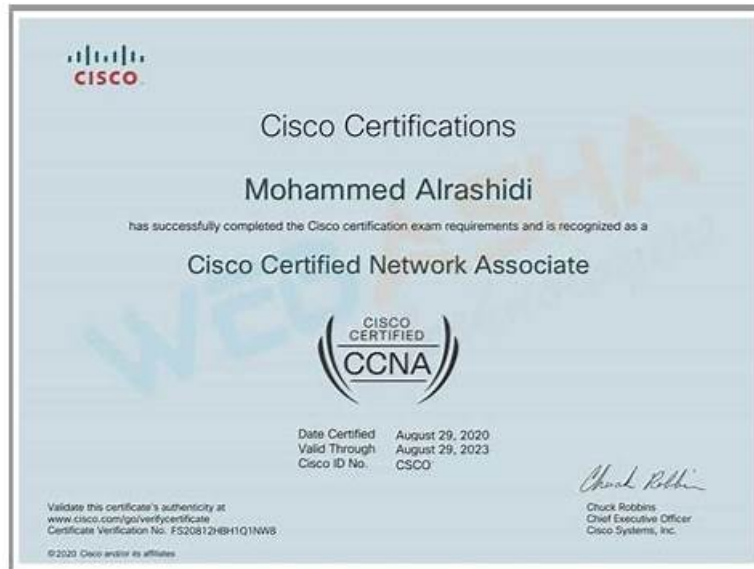 CISCO
Cisco Certifications
Mohammed Alrashidi
has successfully completed the Cisco certification exam requirements and is recognized as a
Cisco Certified Network Associate
CISCO
CERTIFIED
CCNA
Date Certified August 29, 2020
Valid Through August 29, 2023
Cisco ID No. CSCO
Chuck Robbins
Validate this certificate's authenticity at
www.cisco.com/go/verifycertificate
Certificate Verification No. FS20812HBH1Q1NW8
Chuck Robbins
Chief Executive Officer
Cisco Systems, Inc.
©2020 Cisco and/or its affiliates
WEDASHA